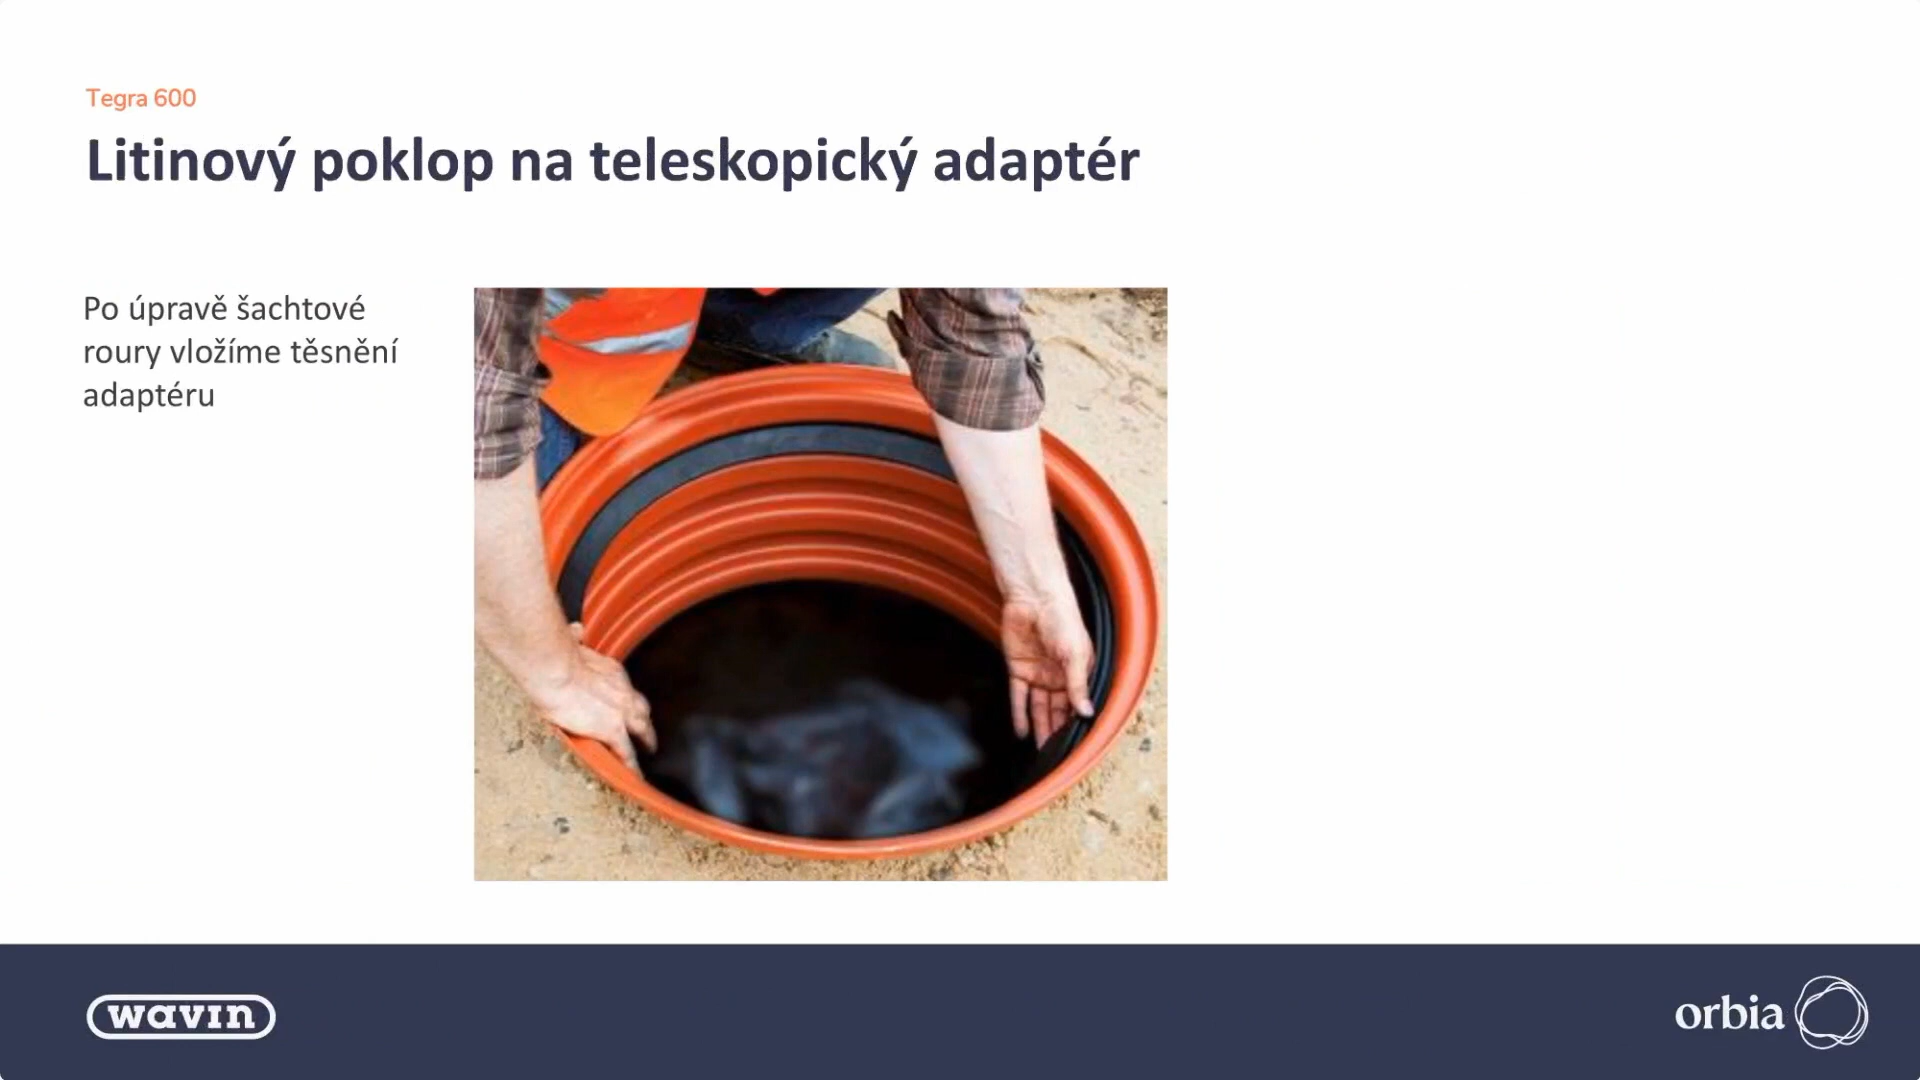 Tegra 600
Litinový poklop na teleskopický adaptér
Po úpravě šachtové
roury vložíme těsnění
adaptéru
wavin
orbia